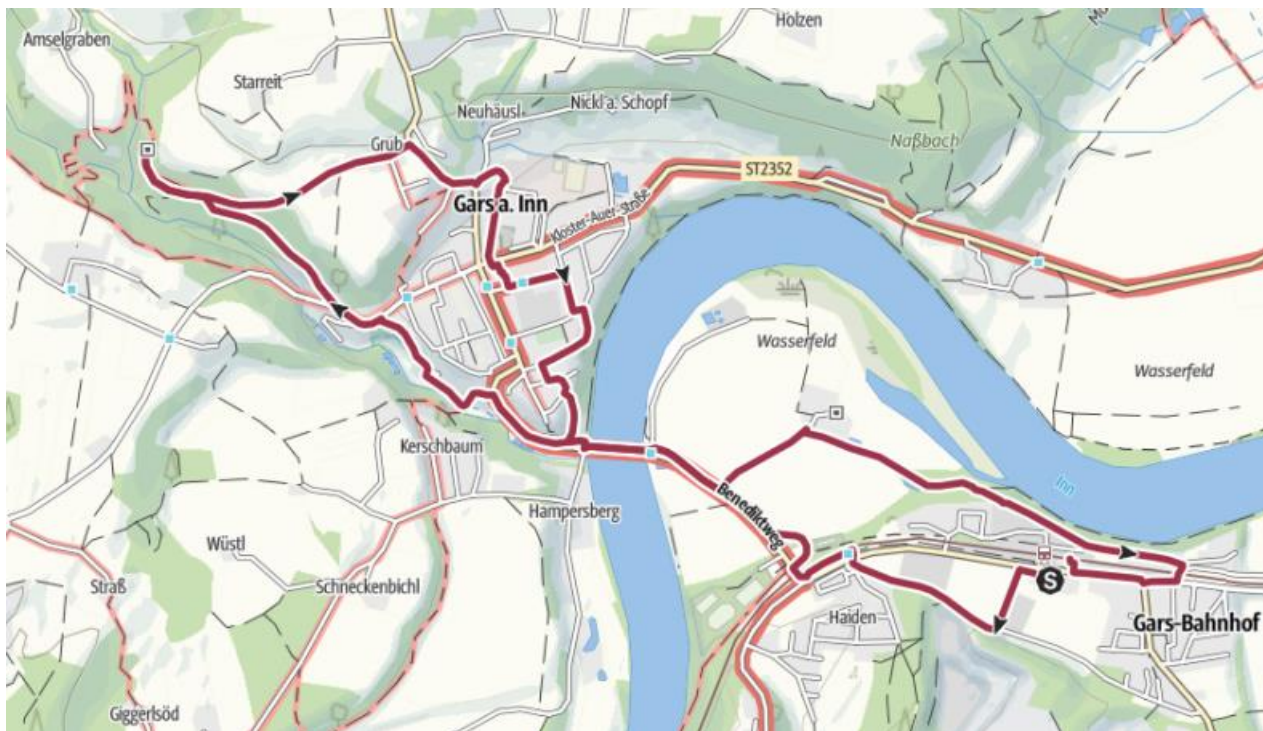 Holzen
Amselgraben
Starreit
Neuhäusl
Nickl a. Schopf
Grub
Naßbach
ST2352
Gars a. Inn
Kloster-Auer-Straße
Wasserfeld
Wasserfeld
Kerschbaum
Inn
Benediktweg
Hampersberg
Wüstl
Straß
Schneckenbichl
S
Haiden
Gars-Bahnhof
Giggerlsöd